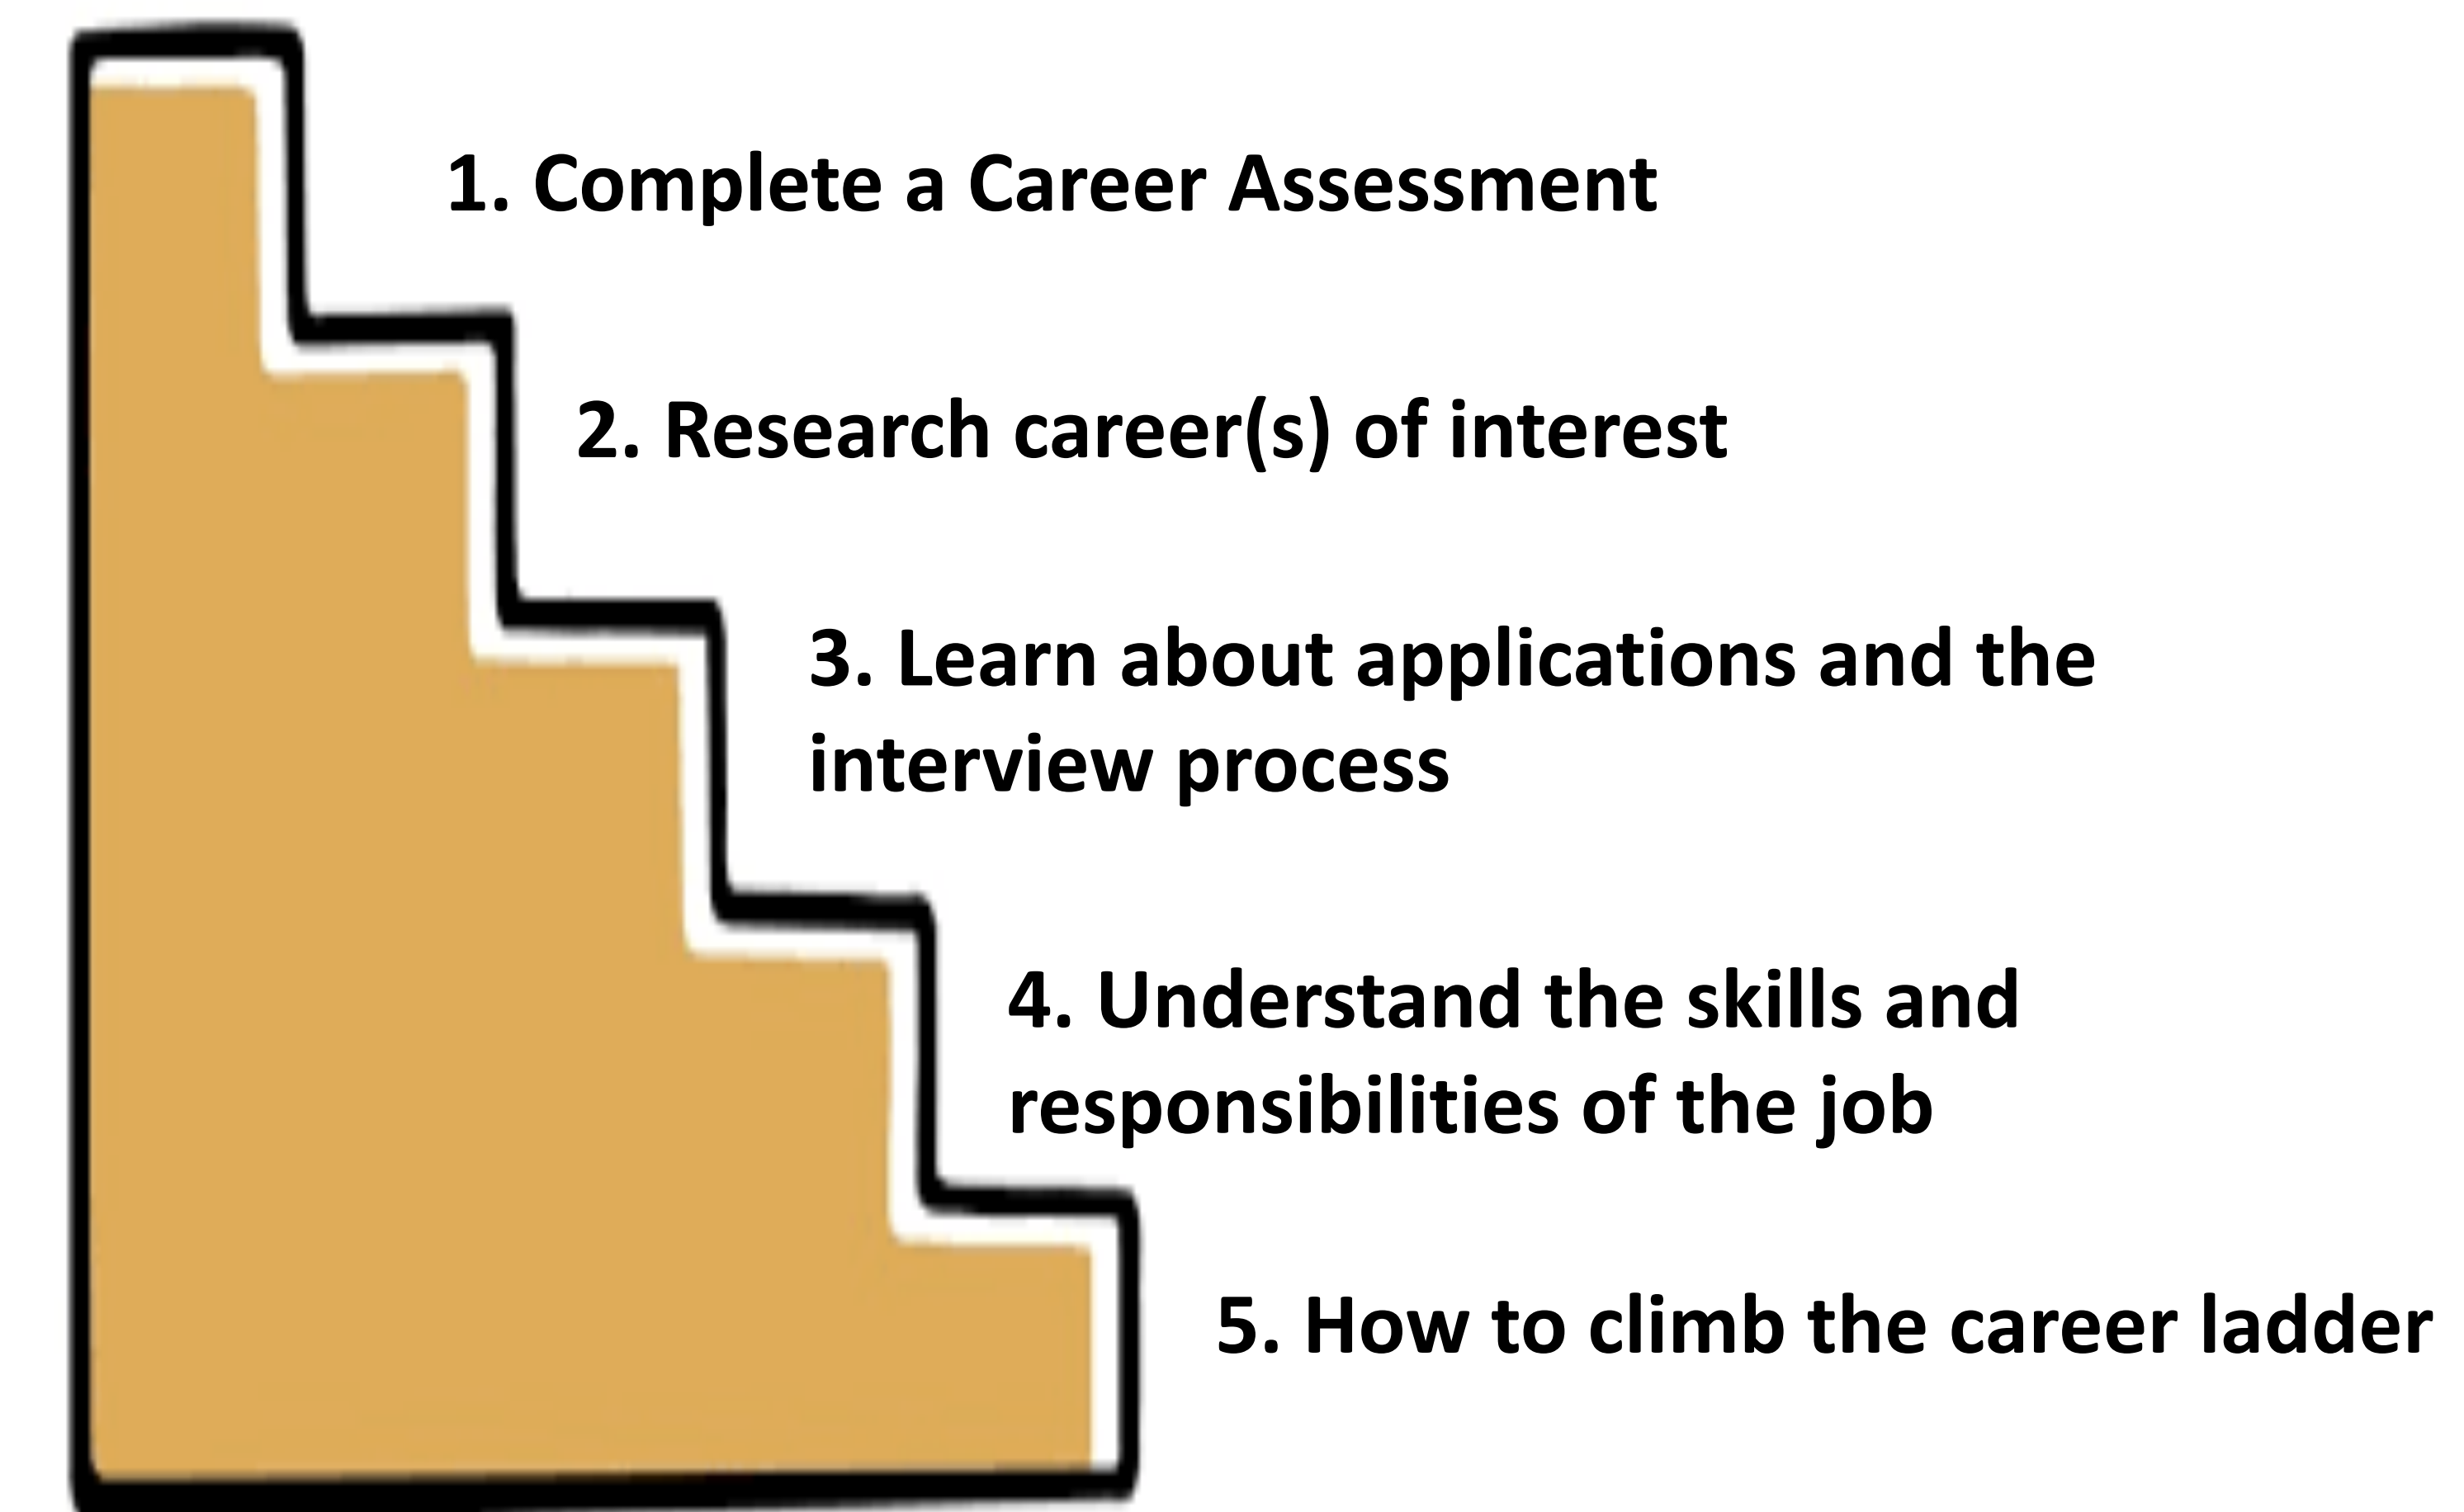 1. Complete a Career Assessment
2. Research career(s) of interest
3. Learn about applications and the
interview process
4. Understand the skills and
responsibilities of the job
5. How to climb the career ladder